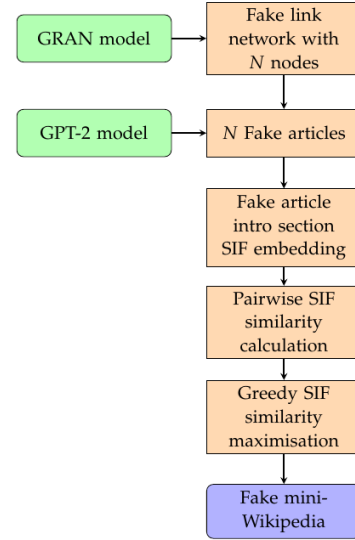 GRAN model
Fake link
network with
N nodes
GPT-2 model
N Fake articles
Fake article
intro section
SIF embedding
Pairwise SIF
similarity
calculation
Greedy SIF
similarity
maximisation
Fake mini-
Wikipedia